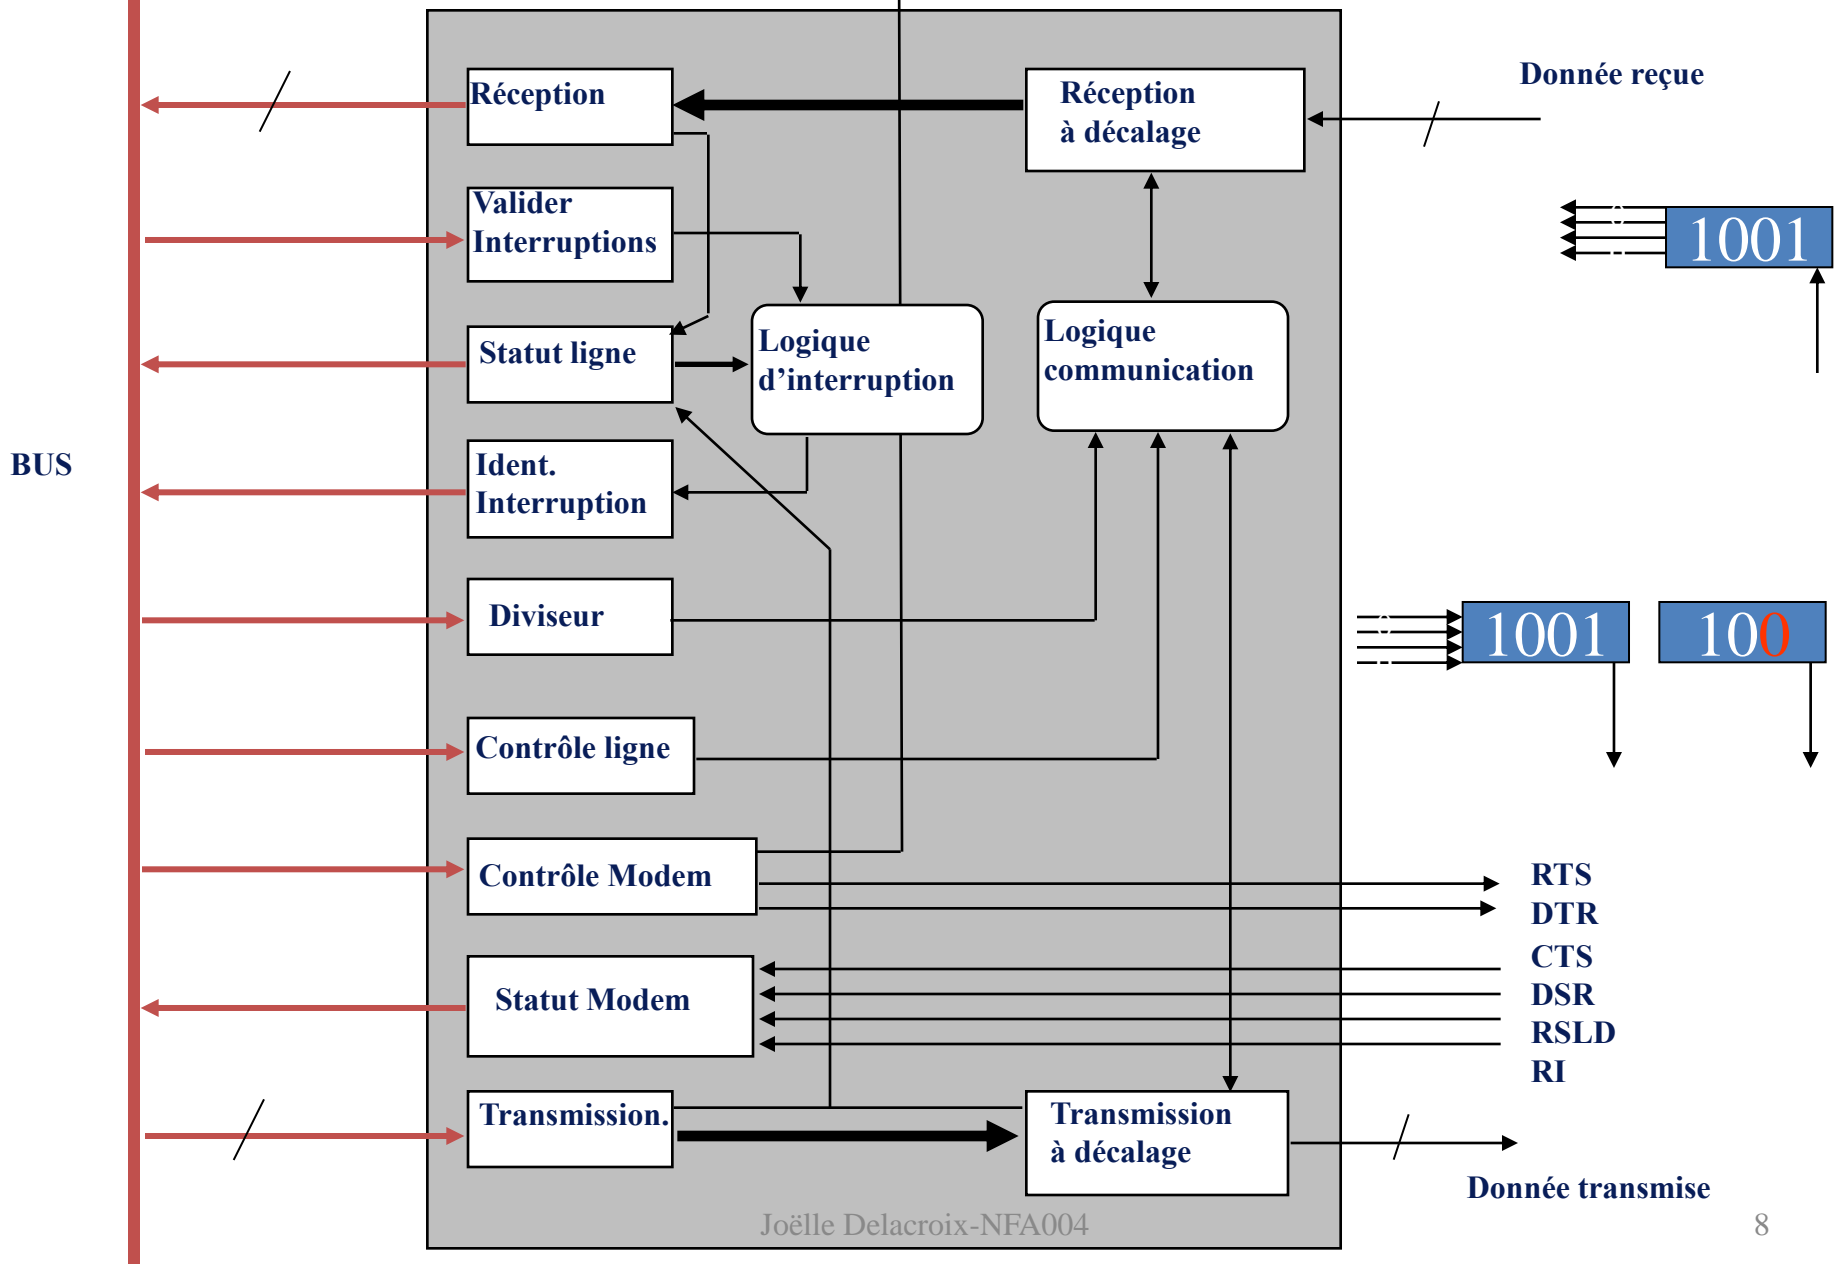 Réception
Réception
à décalage
Donnée reçue
Valider
Interruptions
1001
Statut ligne
Logique
d’interruption
Logique
communication
BUS
Ident.
Interruption
Diviseur
1001
100
Contrôle ligne
Contrôle Modem
RTS
DTR
CTS
DSR
RSLD
RI
Statut Modem
Transmission.
Transmission
à décalage
Donnée transmise
Joëlle Delacroix-NFA004
8